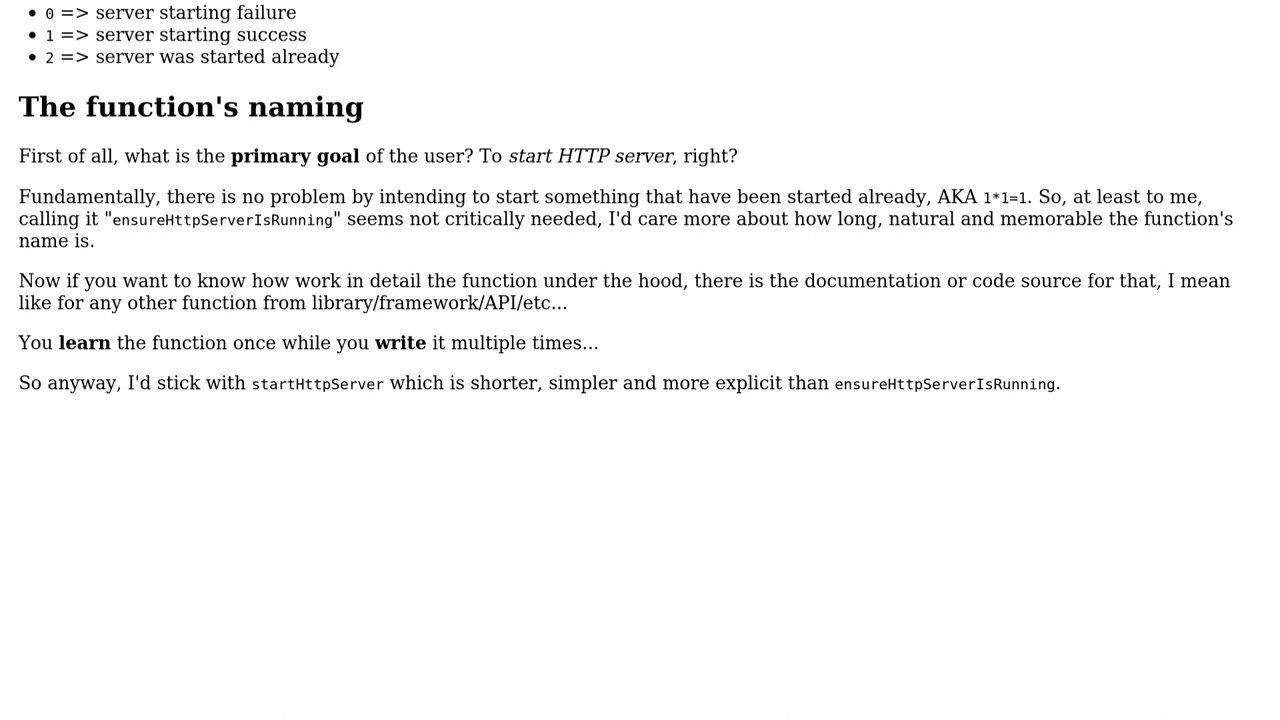 • 0 => server starting failure
• 1 => server starting success
• 2 => server was started already
The function's naming
First of all, what is the primary goal of the user? To start HTTP server, right?
Fundamentally, there is no problem by intending to start something that have been started already, AKA 1*1=1. So, at least to me,
calling it "ensureHttpServerIsRunning" seems not critically needed, I'd care more about how long, natural and memorable the function's
name is.
Now if you want to know how work in detail the function under the hood, there is the documentation or code source for that, I mean
like for any other function from library/framework/API/etc...
You learn the function once while you write it multiple times...
So anyway, I'd stick with startHttpServer which is shorter, simpler and more explicit than ensureHttpServerIsRunning.